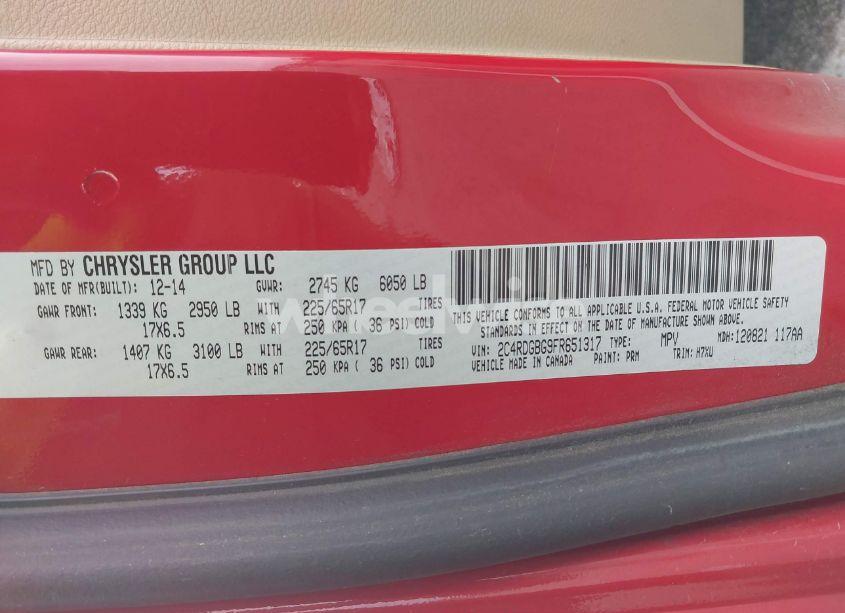 MFD BY CHRYSLER GROUP LLC
DATE OF MFR(BUILT): 12-14 GVWR: 2745 KG 6050 LB
GAWR FRONT: 1339 KG 2950 LB WITH 225/65R17 TIRES
17X6.5 RIMS AT 250 KPA ( 36 PSI) COLD
GAWR REAR: 1407 KG 3100 LB WITH 225/65R17 TIRES
17X6.5 RIMS AT 250 KPA ( 36 PSI) COLD
THIS VEHICLE CONFORMS TO ALL APPLICABLE U.S.A. FEDERAL MOTOR VEHICLE SAFETY
STANDARDS IN EFFECT ON THE DATE OF MANUFACTURE SHOWN ABOVE.
VIN: 2C4RDGBG9FR651317 TYPE: MPV MDH: 120821 117AA
VEHICLE MADE IN CANADA PAINT: PRM TRIM: H7XU